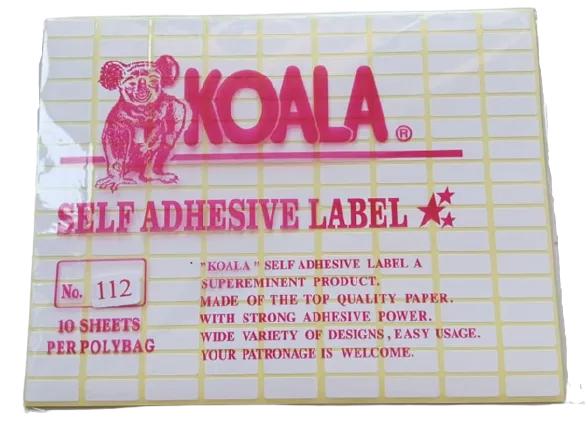 KOALA ®
SELF ADHESIVE LABEL
No. 112
10 SHEETS
PER POLYBAG
"KOALA" SELF ADHESIVE LABEL A
SUPEREMINENT PRODUCT.
MADE OF THE TOP QUALITY PAPER.
WITH STRONG ADHESIVE POWER.
WIDE VARIETY OF DESIGNS, EASY USAGE.
YOUR PATRONAGE IS WELCOME.